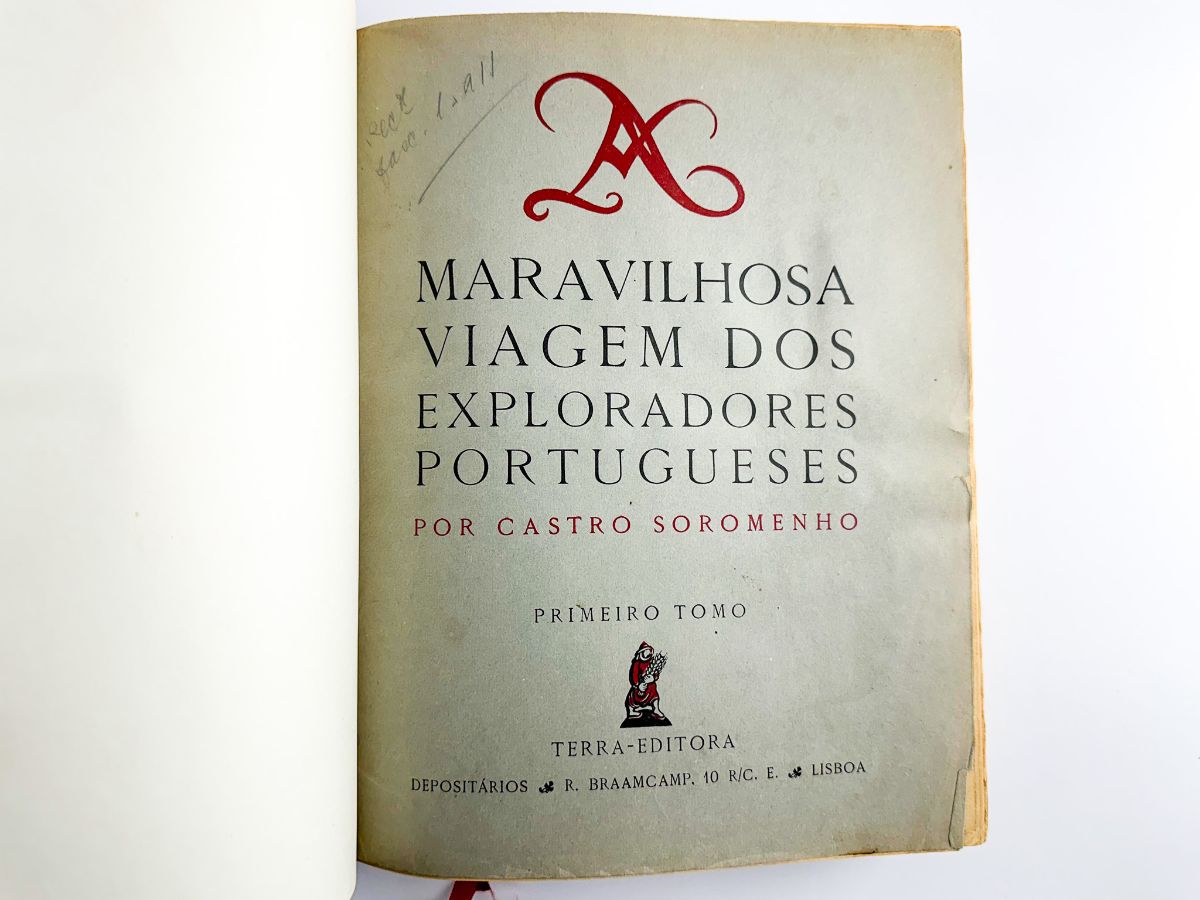 A
MARAVILHOSA
VIAGEM DOS
EXPLORADORES
PORTUGUESES
POR CASTRO SOROMENHO
PRIMEIRO TOMO
TERRA-EDITORA
DEPOSITÁRIOS R. BRAAMCAMP, 10 R/C. E. LISBOA